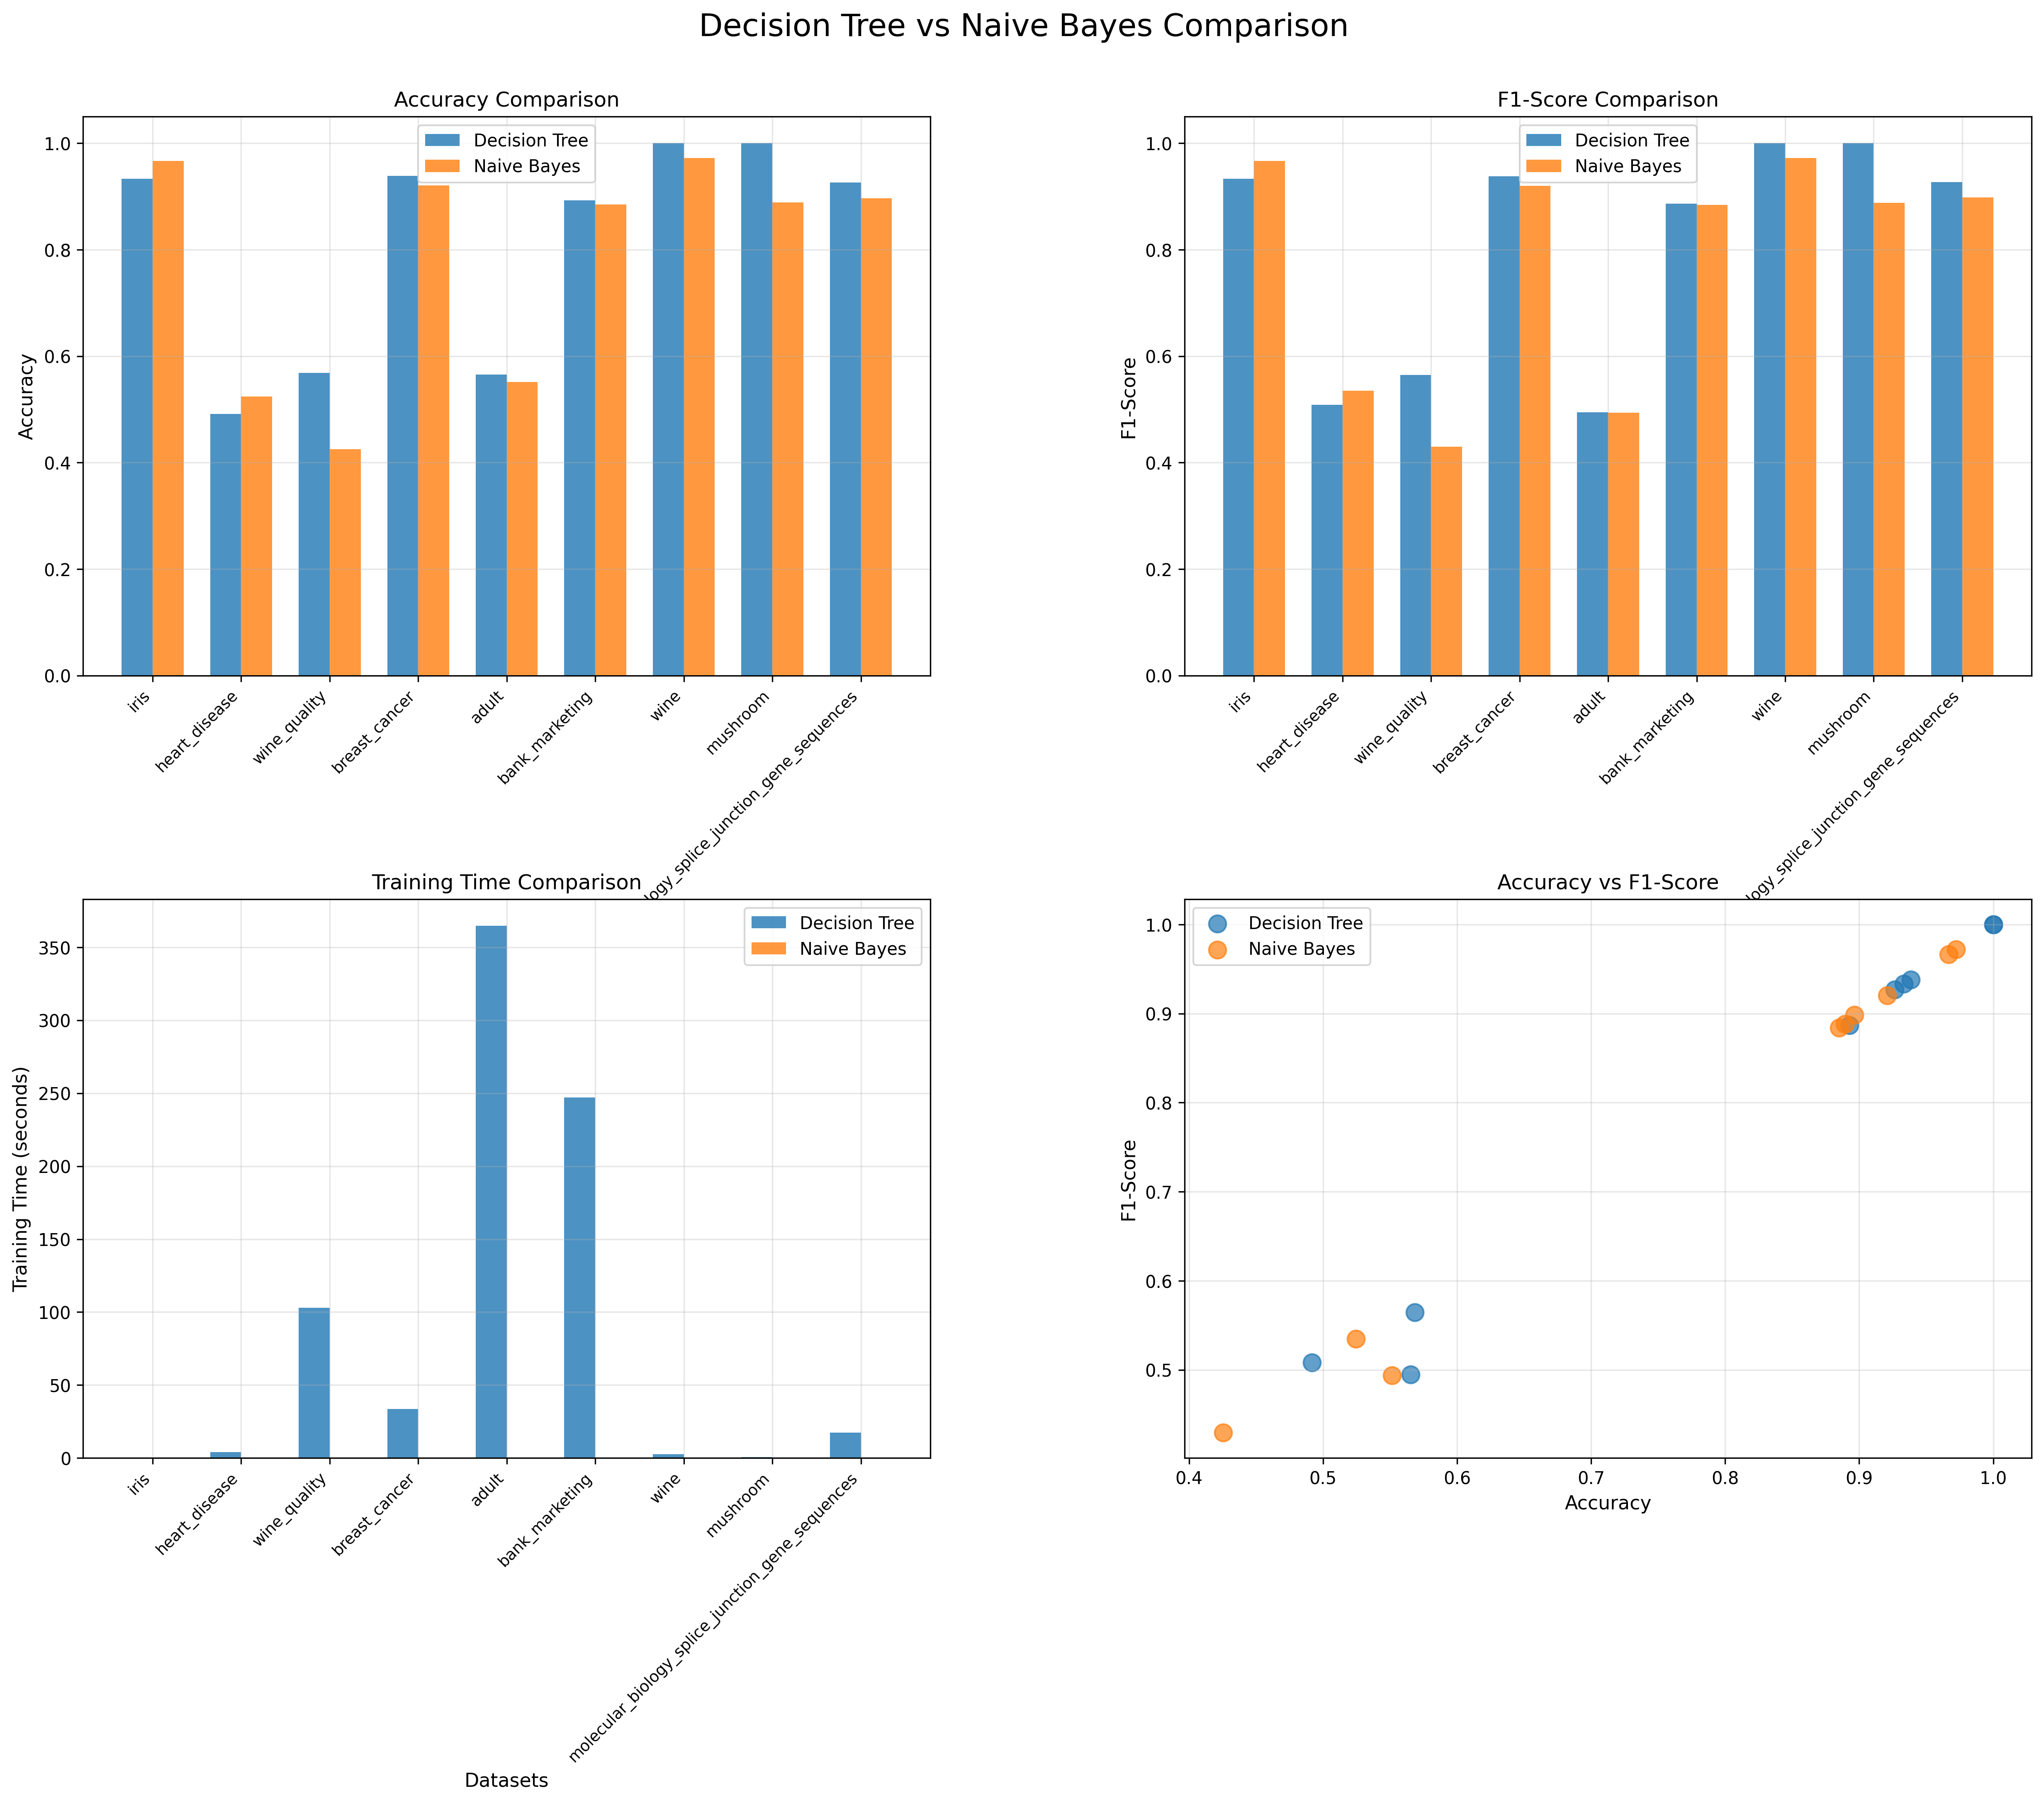 Decision Tree vs Naive Bayes Comparison
Accuracy Comparison
Decision Tree
Naive Bayes
Accuracy
1.0
0.8
0.6
0.4
0.2
0.0
iris
heart_disease
wine_quality
breast_cancer
adult
bank_marketing
wine
mushroom
logy_splice_junction_gene_sequences
F1-Score Comparison
Decision Tree
Naive Bayes
F1-Score
1.0
0.8
0.6
0.4
0.2
0.0
iris
heart_disease
wine_quality
breast_cancer
adult
bank_marketing
wine
mushroom
logy_splice_junction_gene_sequences
Training Time Comparison
Decision Tree
Naive Bayes
Training Time (seconds)
350
300
250
200
150
100
50
0
iris
heart_disease
wine_quality
breast_cancer
adult
bank_marketing
wine
mushroom
molecular_biology_splice_junction_gene_sequences
Datasets
Accuracy vs F1-Score
Decision Tree
Naive Bayes
F1-Score
1.0
0.9
0.8
0.7
0.6
0.5
0.4 0.5 0.6 0.7 0.8 0.9 1.0
Accuracy